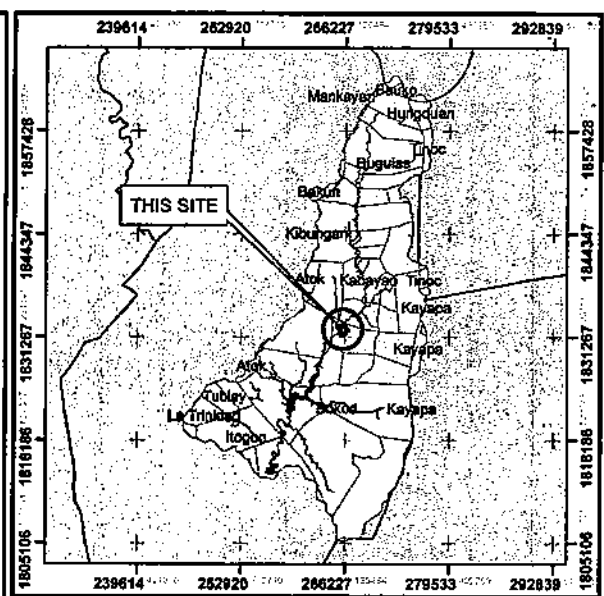 239614 252920 266227 279533 292839
Bauko
Mankayan
Hungduan
1857428 1857428
Tinoc
Buguias
Bakun
THIS SITE
Kibungan
1844347 1844347
Atok Kabayan Tinoc
Kayapa
1831267 1831267
Kayapa
Atok
Tublay
Bokod Kayapa
La Trinidad
Itogon
1818186 1818186
1805106 1805106
239614 252920 266227 279533 292839